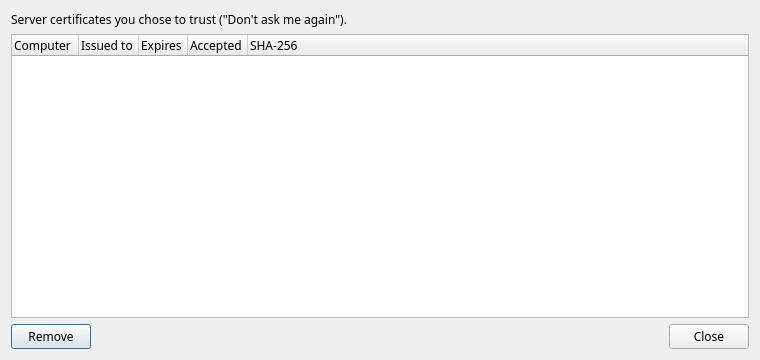 Server certificates you chose to trust ("Don't ask me again").
Computer Issued to Expires Accepted SHA-256
Remove Close